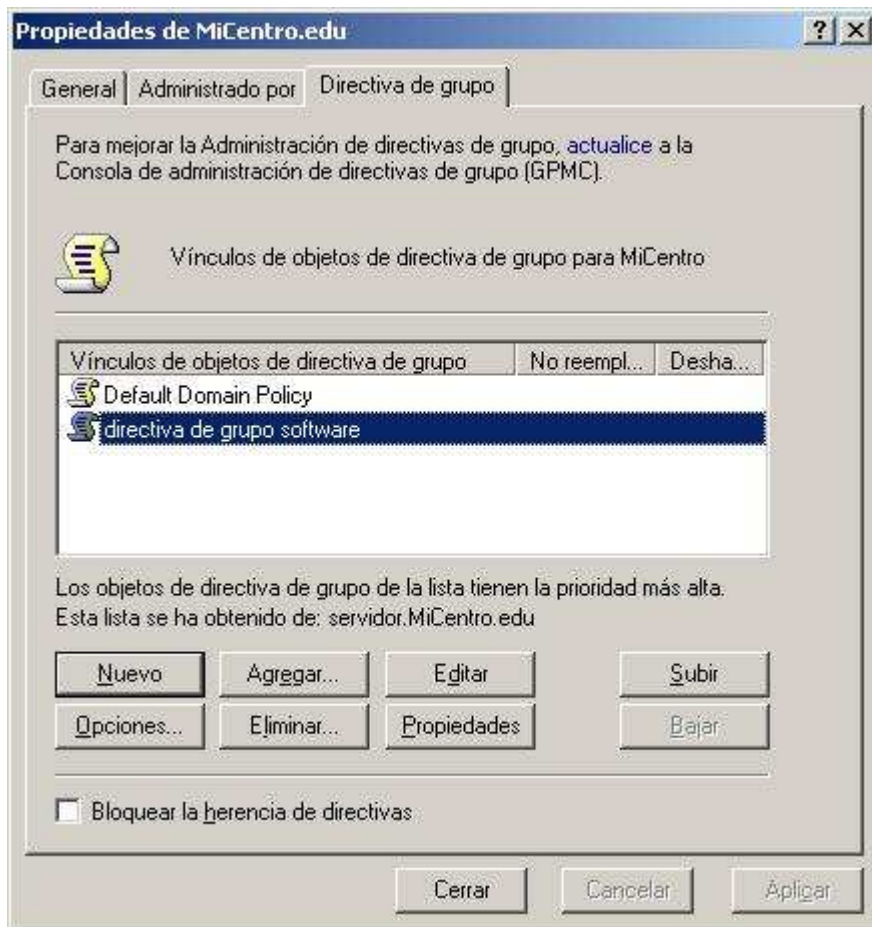 Propiedades de MiCentro.edu
General Administrado por Directiva de grupo
Para mejorar la Administración de directivas de grupo, actualice a la
Consola de administración de directivas de grupo (GPMC).
Vínculos de objetos de directiva de grupo para MiCentro
Vínculos de objetos de directiva de grupo No reempl... Desha...
Default Domain Policy
directiva de grupo software
Los objetos de directiva de grupo de la lista tienen la prioridad más alta.
Esta lista se ha obtenido de: servidor.MiCentro.edu
Nuevo Agregar... Editar Subir
Opciones... Eliminar... Propiedades Bajar
Bloquear la herencia de directivas
Cerrar Cancelar Aplicar